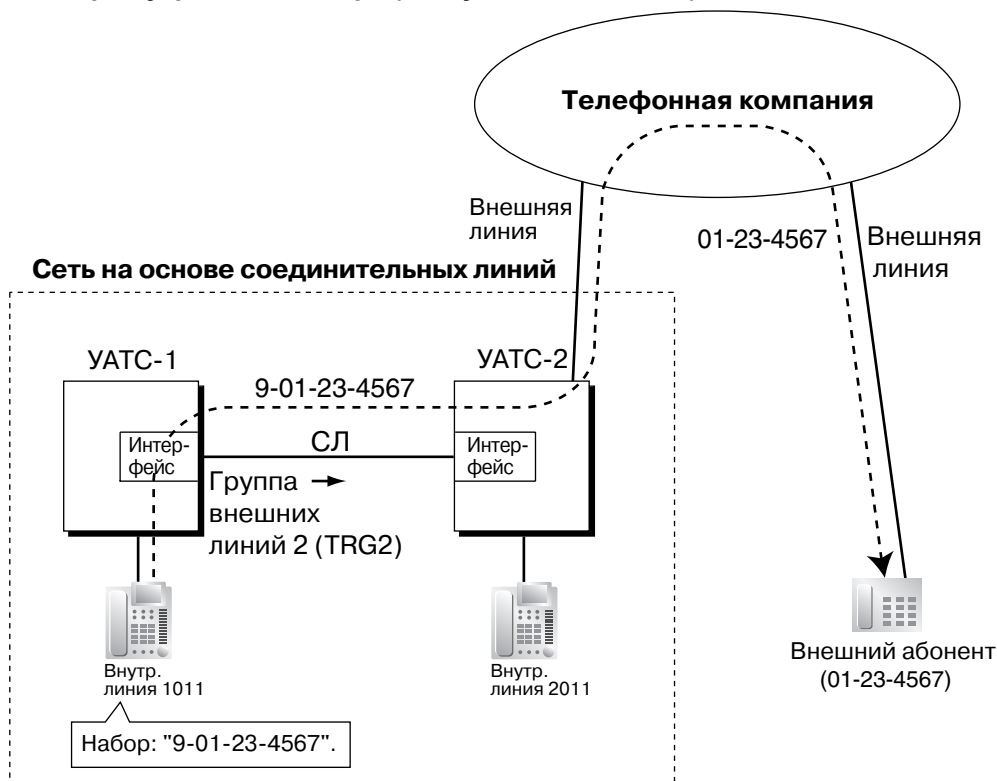 Телефонная компания
Внешняя
линия
01-23-4567
Внешняя
линия
Сеть на основе соединительных линий
УАТС-1
УАТС-2
9-01-23-4567
Интер-
фейс
СЛ
Интер-
фейс
Группа
внешних
линий 2 (TRG2)
Внутр.
линия 1011
Внутр.
линия 2011
Внешний абонент
(01-23-4567)
Набор: "9-01-23-4567".